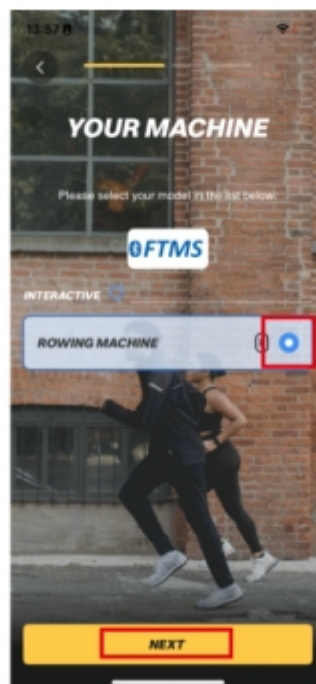 13:57
YOUR MACHINE
Please select your model in the list below:
FTMS
INTERACTIVE
ROWING MACHINE
NEXT